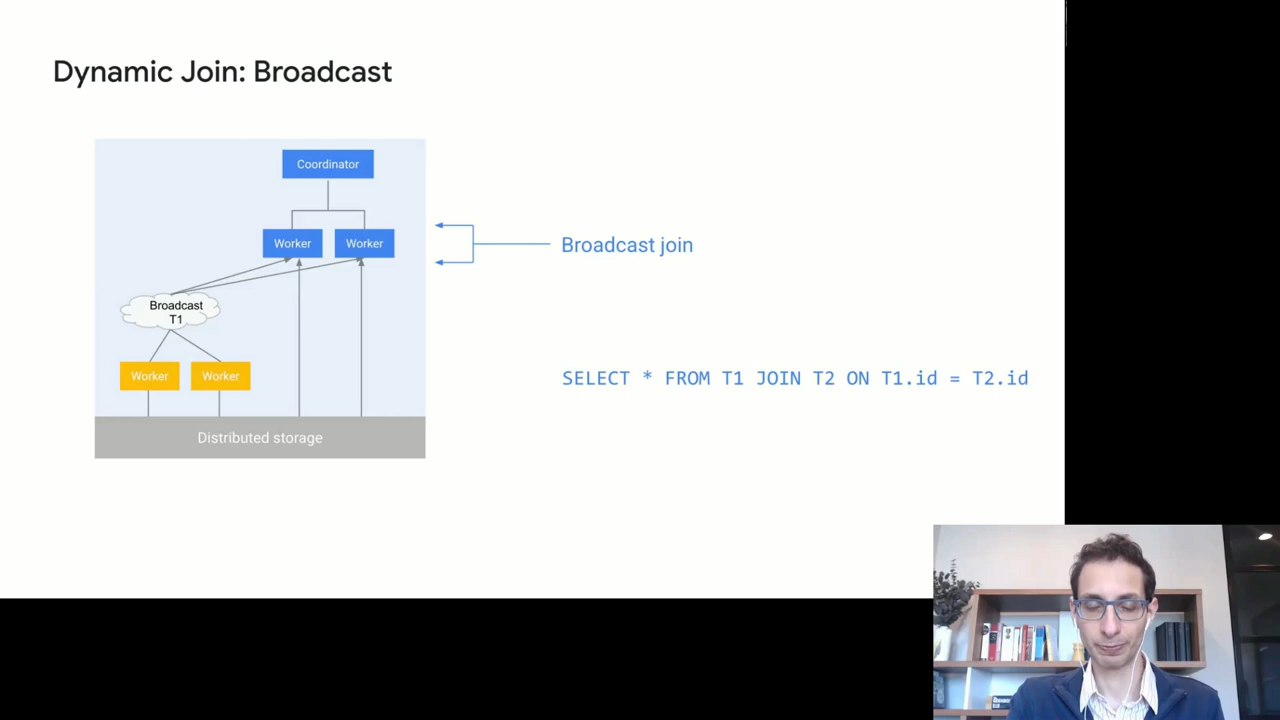 Dynamic Join: Broadcast
Coordinator
Worker
Worker
Broadcast join
Broadcast
T1
Worker
Worker
SELECT * FROM T1 JOIN T2 ON T1.id = T2.id
Distributed storage